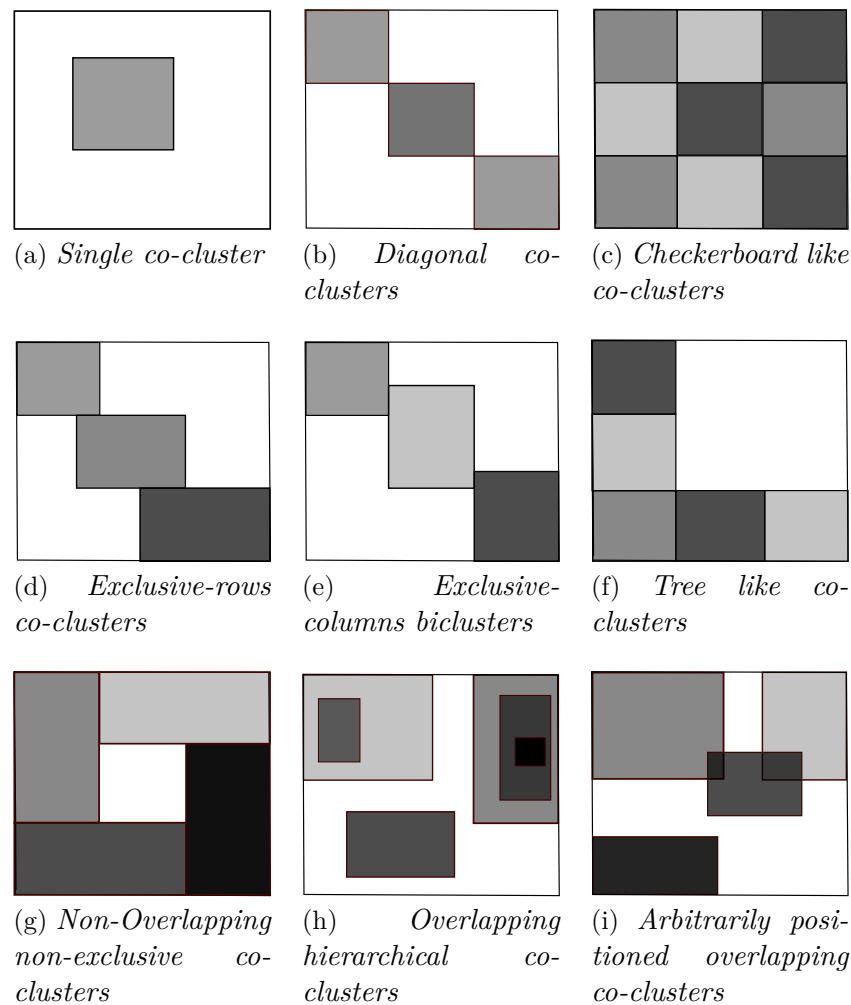 (a) Single co-cluster
(b) Diagonal co-
clusters
(c) Checkerboard like
co-clusters
(d) Exclusive-rows
co-clusters
(e) Exclusive-
columns biclusters
(f) Tree like co-
clusters
(g) Non-Overlapping
non-exclusive co-
clusters
(h) Overlapping
hierarchical co-
clusters
(i) Arbitrarily posi-
tioned overlapping
co-clusters